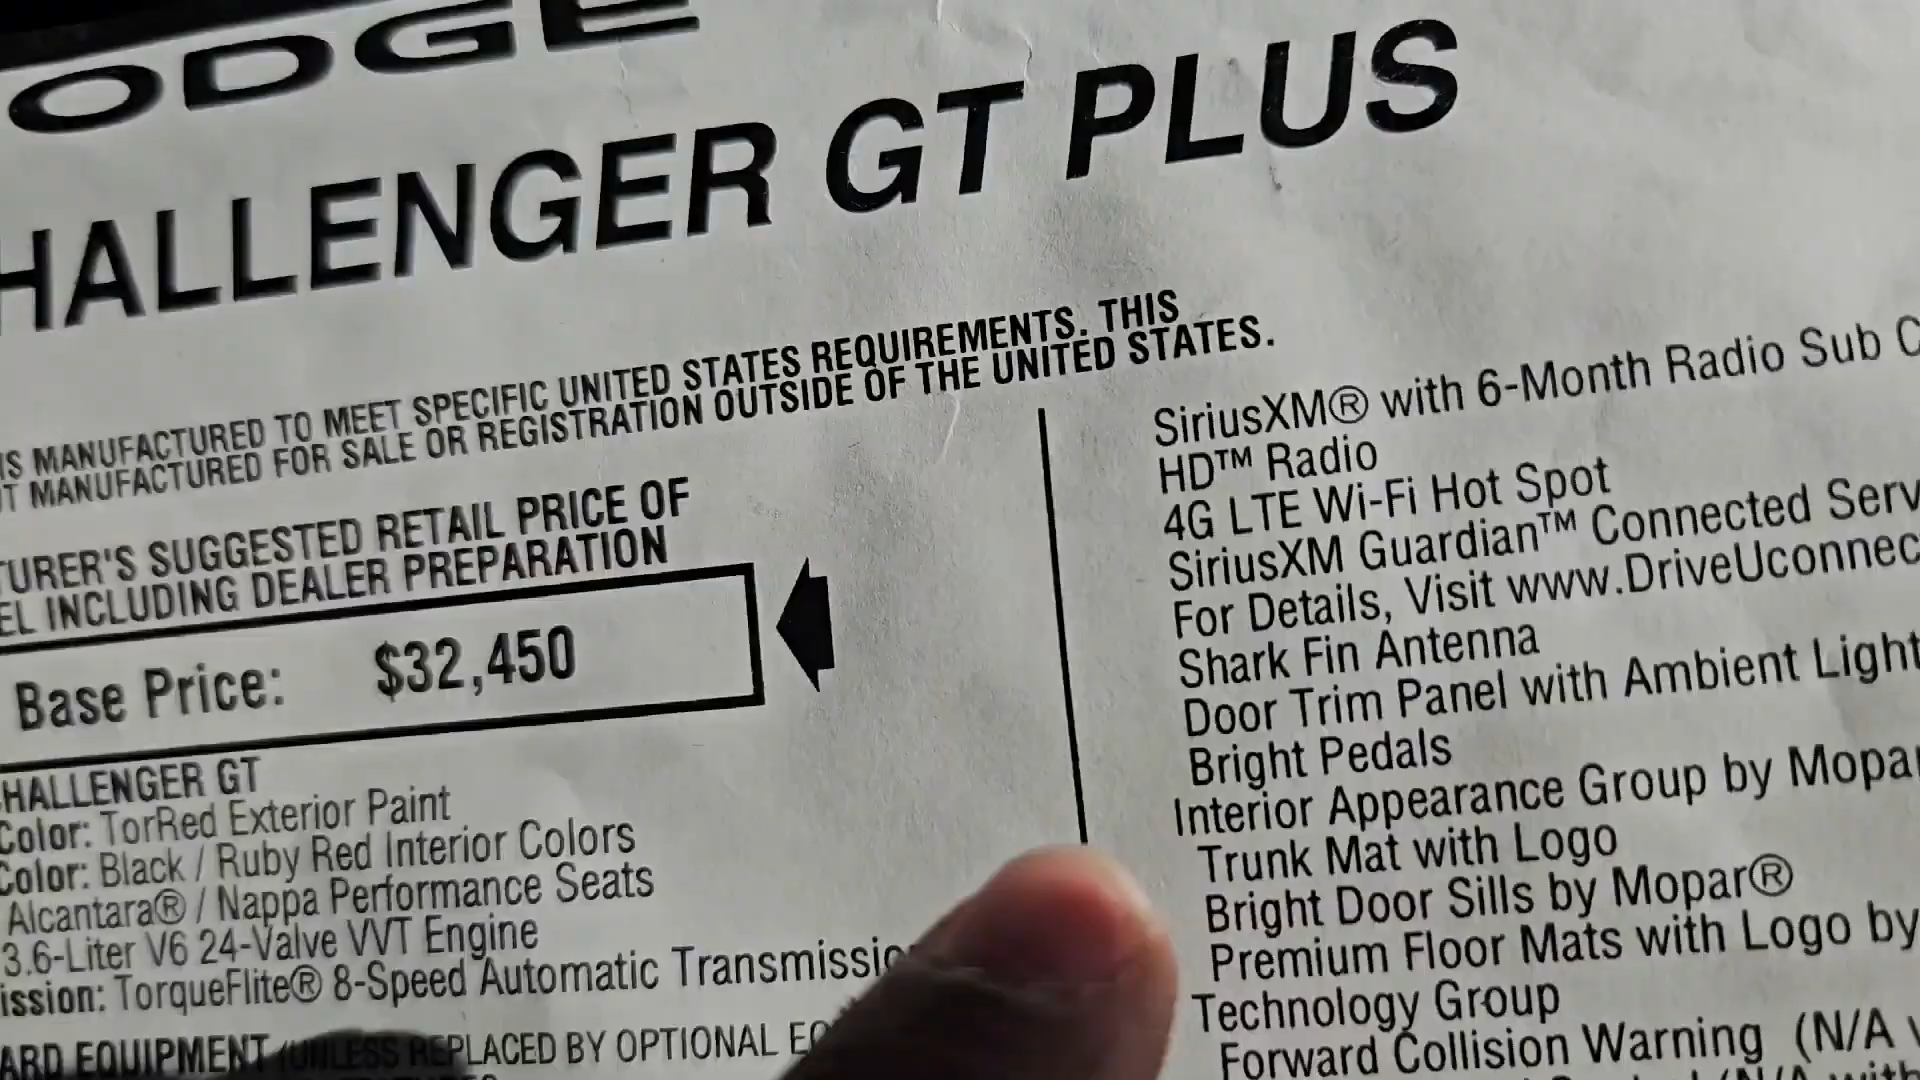 ODGE
HALLENGER GT PLUS
IS MANUFACTURED TO MEET SPECIFIC UNITED STATES REQUIREMENTS. THIS
T MANUFACTURED FOR SALE OR REGISTRATION OUTSIDE OF THE UNITED STATES.
TURER'S SUGGESTED RETAIL PRICE OF
EL INCLUDING DEALER PREPARATION
Base Price: $32,450
HALLENGER GT
Color: TorRed Exterior Paint
Color: Black / Ruby Red Interior Colors
Alcantara® / Nappa Performance Seats
3.6-Liter V6 24-Valve VVT Engine
ission: TorqueFlite® 8-Speed Automatic Transmissio
ARD EQUIPMENT (UNLESS REPLACED BY OPTIONAL EQ
SiriusXM® with 6-Month Radio Sub C
HD™ Radio
4G LTE Wi-Fi Hot Spot
SiriusXM Guardian™ Connected Serv
For Details, Visit www.DriveUconnec
Shark Fin Antenna
Door Trim Panel with Ambient Light
Bright Pedals
Interior Appearance Group by Mopar
Trunk Mat with Logo
Bright Door Sills by Mopar®
Premium Floor Mats with Logo by
Technology Group
Forward Collision Warning (N/A